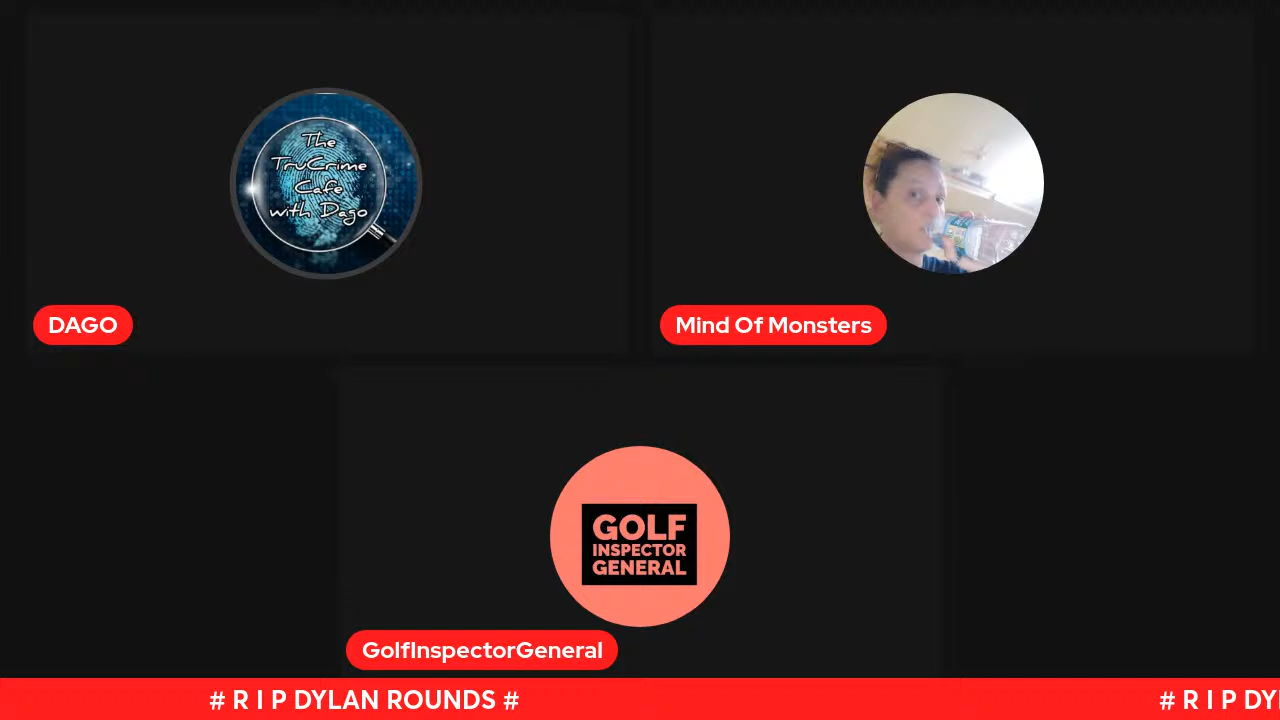 The
TruCrime
Cafe
with Dago
DAGO
Mind Of Monsters
GOLF
INSPECTOR
GENERAL
GolfInspectorGeneral
# R I P DYLAN ROUNDS #
# R I P DY